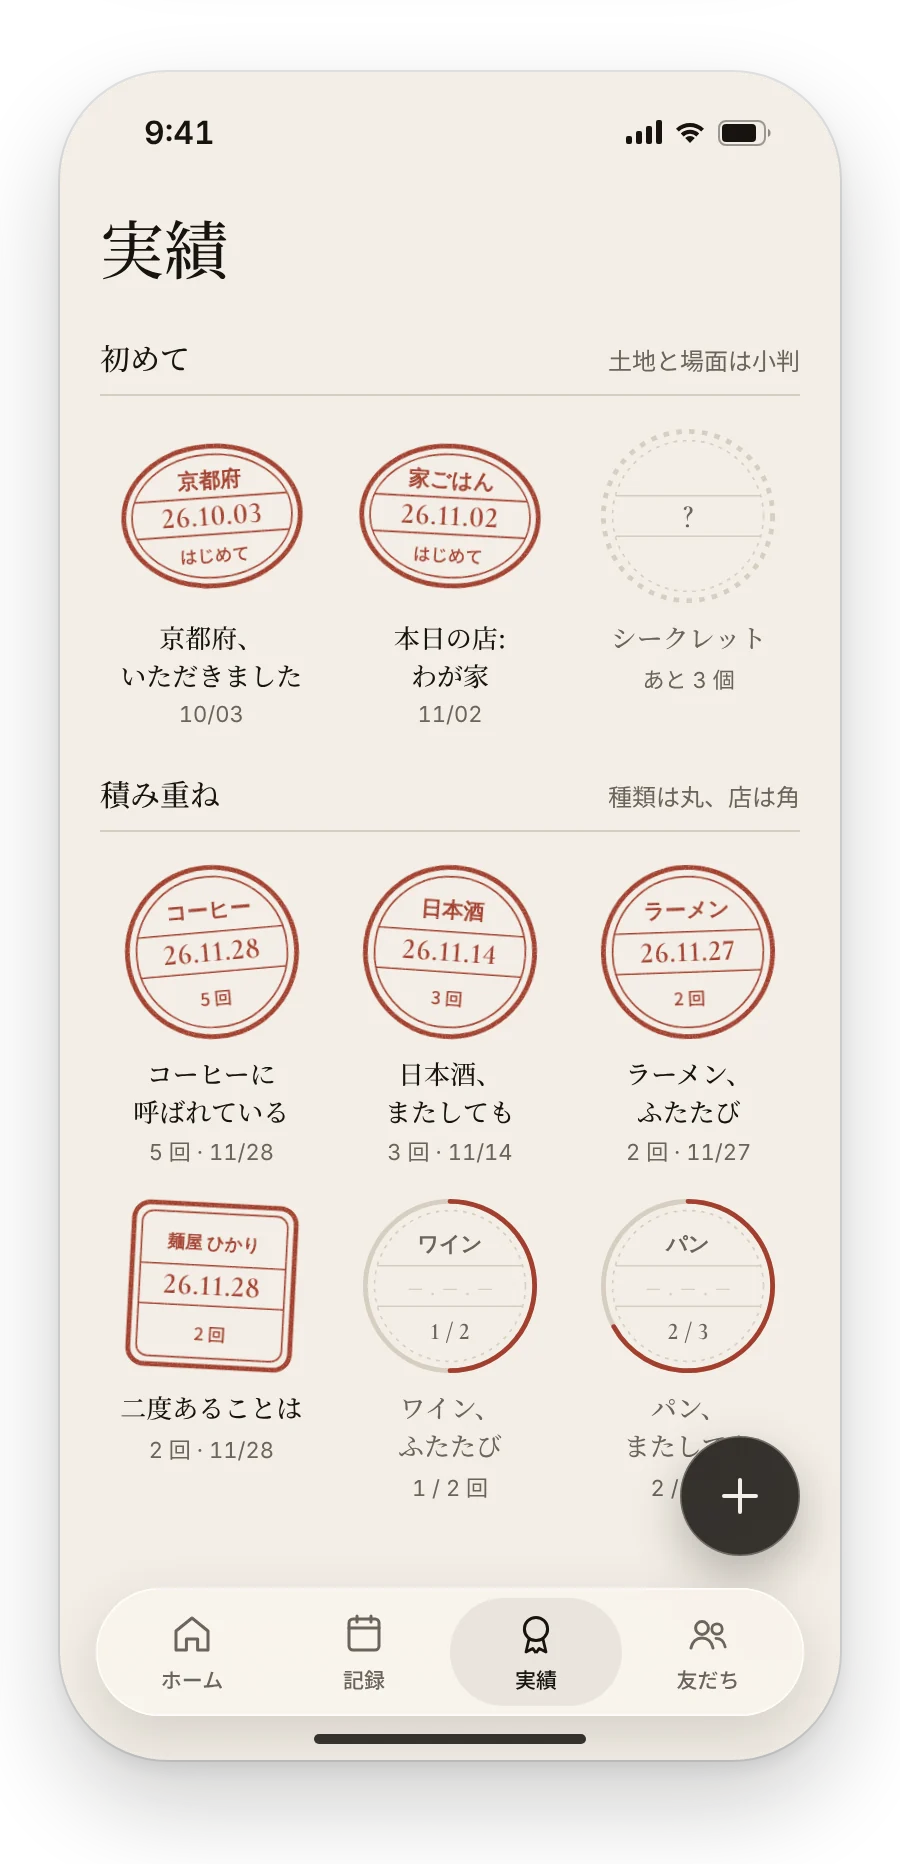 9:41
実績
初めて
土地と場面は小判
京都府
26.10.03
はじめて
家ごはん
26.11.02
はじめて
?
京都府、
いただきました
10/03
本日の店:
わが家
11/02
シークレット
あと 3 個
積み重ね
種類は丸、店は角
コーヒー
26.11.28
5 回
日本酒
26.11.14
3 回
ラーメン
26.11.27
2 回
コーヒーに
呼ばれている
5 回 · 11/28
日本酒、
またしても
3 回 · 11/14
ラーメン、
ふたたび
2 回 · 11/27
麺屋 ひかり
26.11.28
2 回
ワイン
– . – . –
1 / 2
パン
– . – . –
2 / 3
二度あることは
2 回 · 11/28
ワイン、
ふたたび
1 / 2 回
パン、
またして
2 /
ホーム
記録
実績
友だち